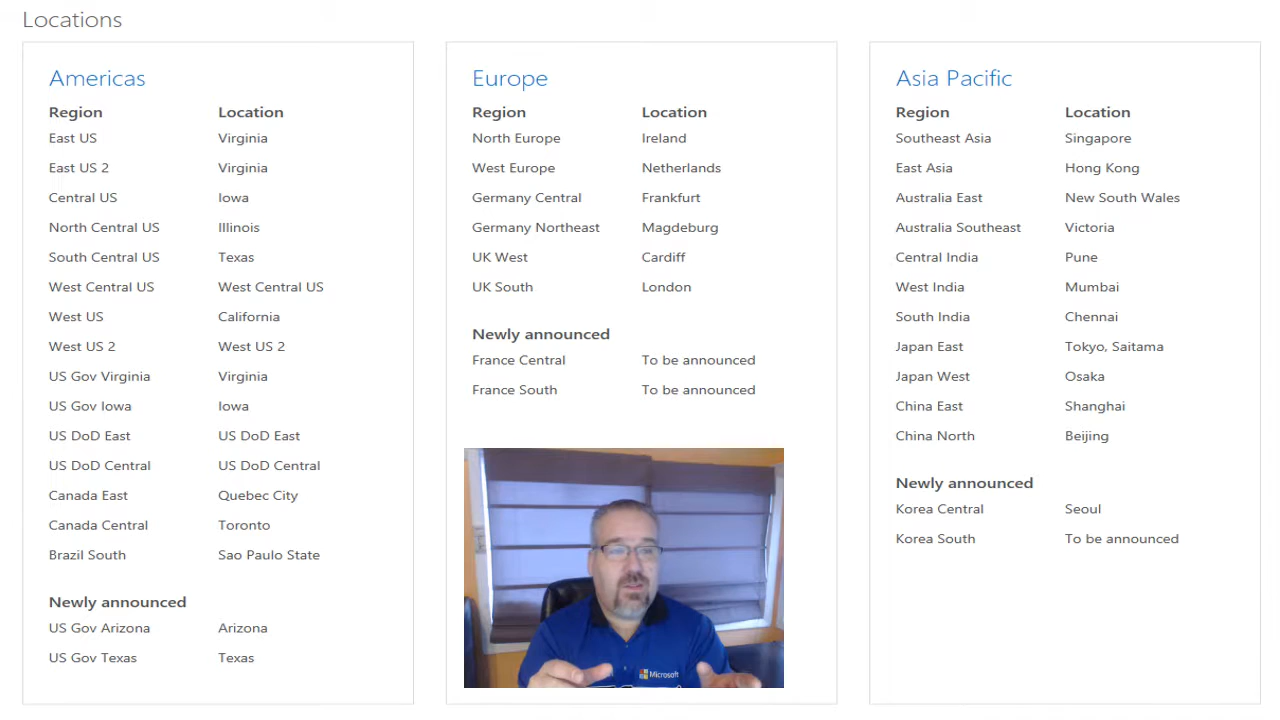 Locations
Americas
Region Location
East US Virginia
East US 2 Virginia
Central US Iowa
North Central US Illinois
South Central US Texas
West Central US West Central US
West US California
West US 2 West US 2
US Gov Virginia Virginia
US Gov Iowa Iowa
US DoD East US DoD East
US DoD Central US DoD Central
Canada East Quebec City
Canada Central Toronto
Brazil South Sao Paulo State
Newly announced
US Gov Arizona Arizona
US Gov Texas Texas
Europe
Region Location
North Europe Ireland
West Europe Netherlands
Germany Central Frankfurt
Germany Northeast Magdeburg
UK West Cardiff
UK South London
Newly announced
France Central To be announced
France South To be announced
Microsoft
Asia Pacific
Region Location
Southeast Asia Singapore
East Asia Hong Kong
Australia East New South Wales
Australia Southeast Victoria
Central India Pune
West India Mumbai
South India Chennai
Japan East Tokyo, Saitama
Japan West Osaka
China East Shanghai
China North Beijing
Newly announced
Korea Central Seoul
Korea South To be announced